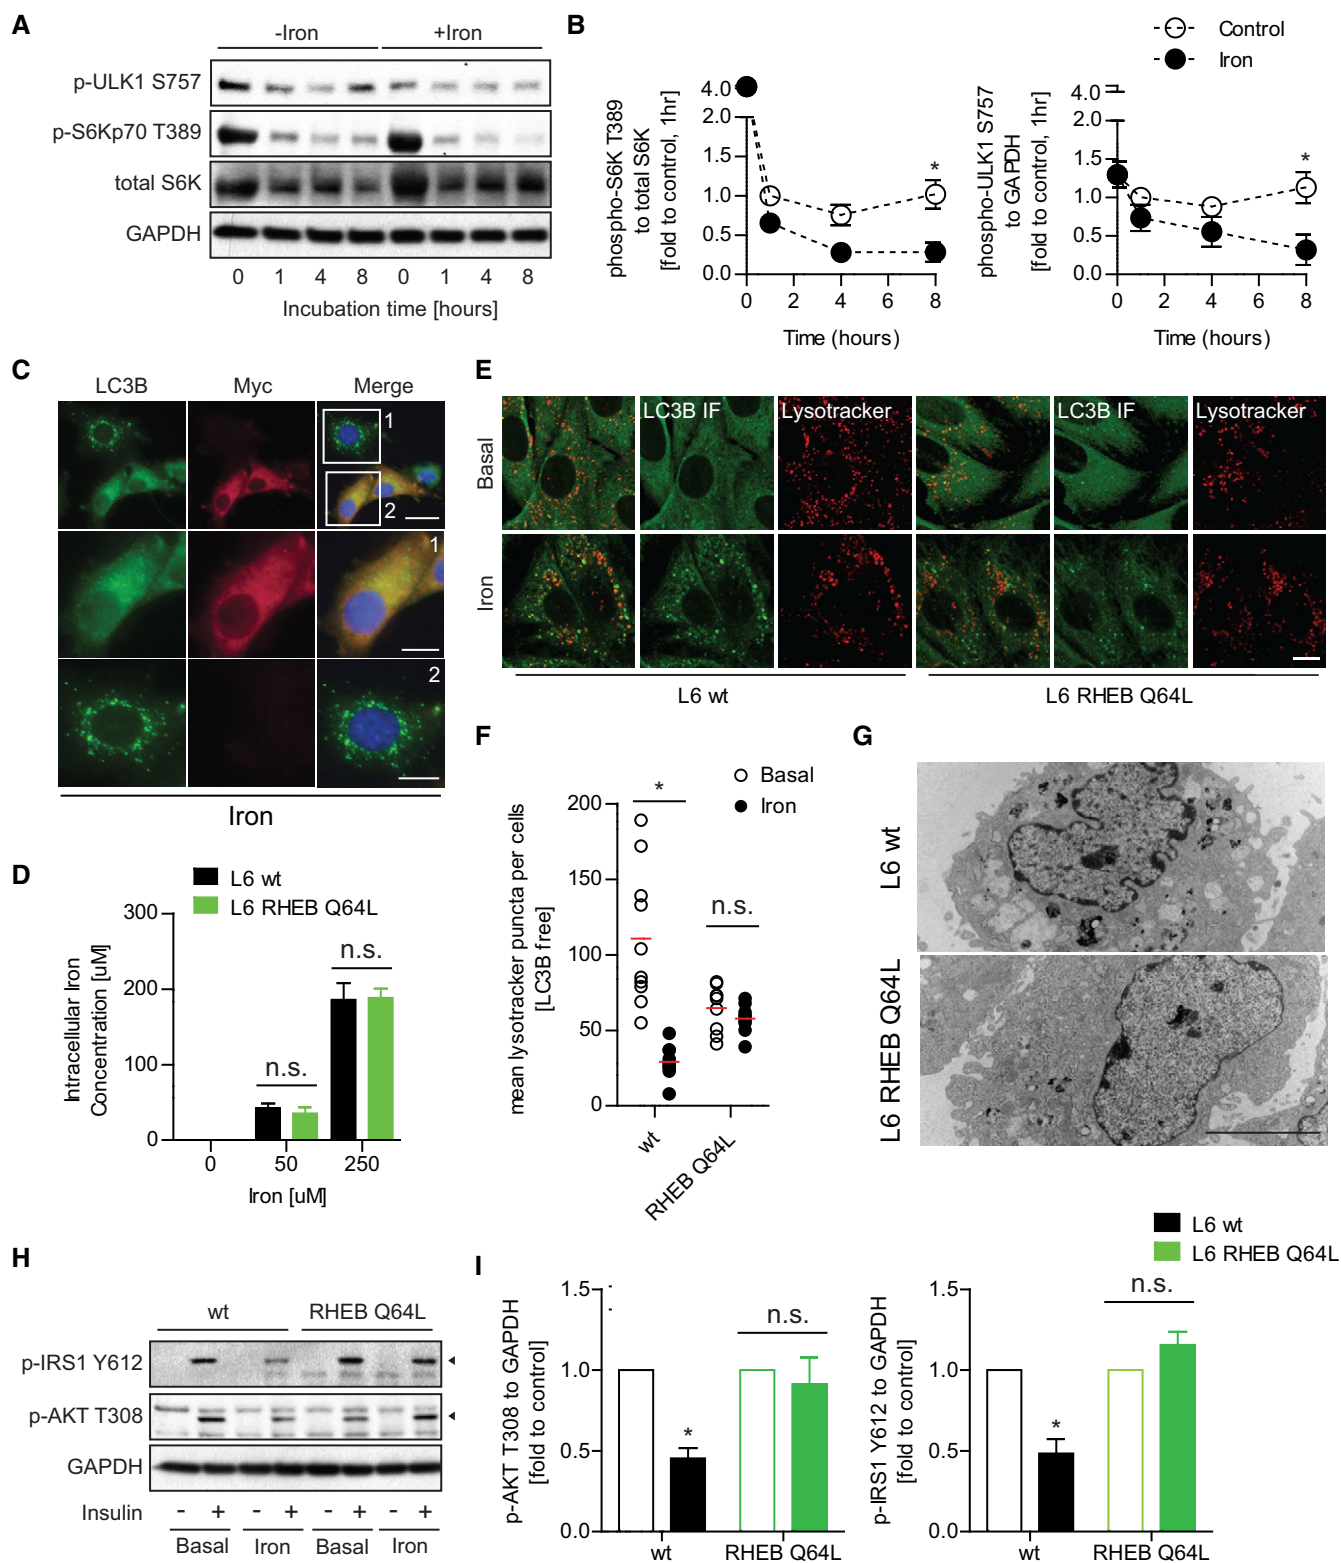 A
-Iron +Iron
p-ULK1 S757
p-S6Kp70 T389
total S6K
GAPDH
0 1 4 8 0 1 4 8
Incubation time [hours]
B
Control
Iron
phospho-S6K T389
to total S6K
[fold to control, 1hr]
4.0
2.0
1.5
1.0
0.5
0.0
*
0 2 4 6 8
Time (hours)
phospho-ULK1 S757
to GAPDH
[fold to control, 1hr]
4.0
2.0
1.5
1.0
0.5
0.0
*
0 2 4 6 8
Time (hours)
C
LC3B Myc Merge
1
2
1
2
Iron
D
L6 wt
L6 RHEB Q64L
Intracellular Iron
Concentration [uM]
300
200
100
0
n.s.
n.s.
0 50 250
Iron [uM]
E
LC3B IF Lysotracker LC3B IF Lysotracker
Basal
Iron
L6 wt L6 RHEB Q64L
F
Basal
Iron
mean lysotracker puncta per cells
[LC3B free]
200
150
100
50
0
*
n.s.
wt
RHEB Q64L
G
L6 wt
L6 RHEB Q64L
H
wt RHEB Q64L
p-IRS1 Y612
p-AKT T308
GAPDH
Insulin - + - + - + - +
Basal Iron Basal Iron
I
L6 wt
L6 RHEB Q64L
p-AKT T308 to GAPDH
[fold to control]
1.5
1.0
0.5
0.0
*
n.s.
wt RHEB Q64L
p-IRS1 Y612 to GAPDH
[fold to control]
1.5
1.0
0.5
0.0
*
n.s.
wt RHEB Q64L